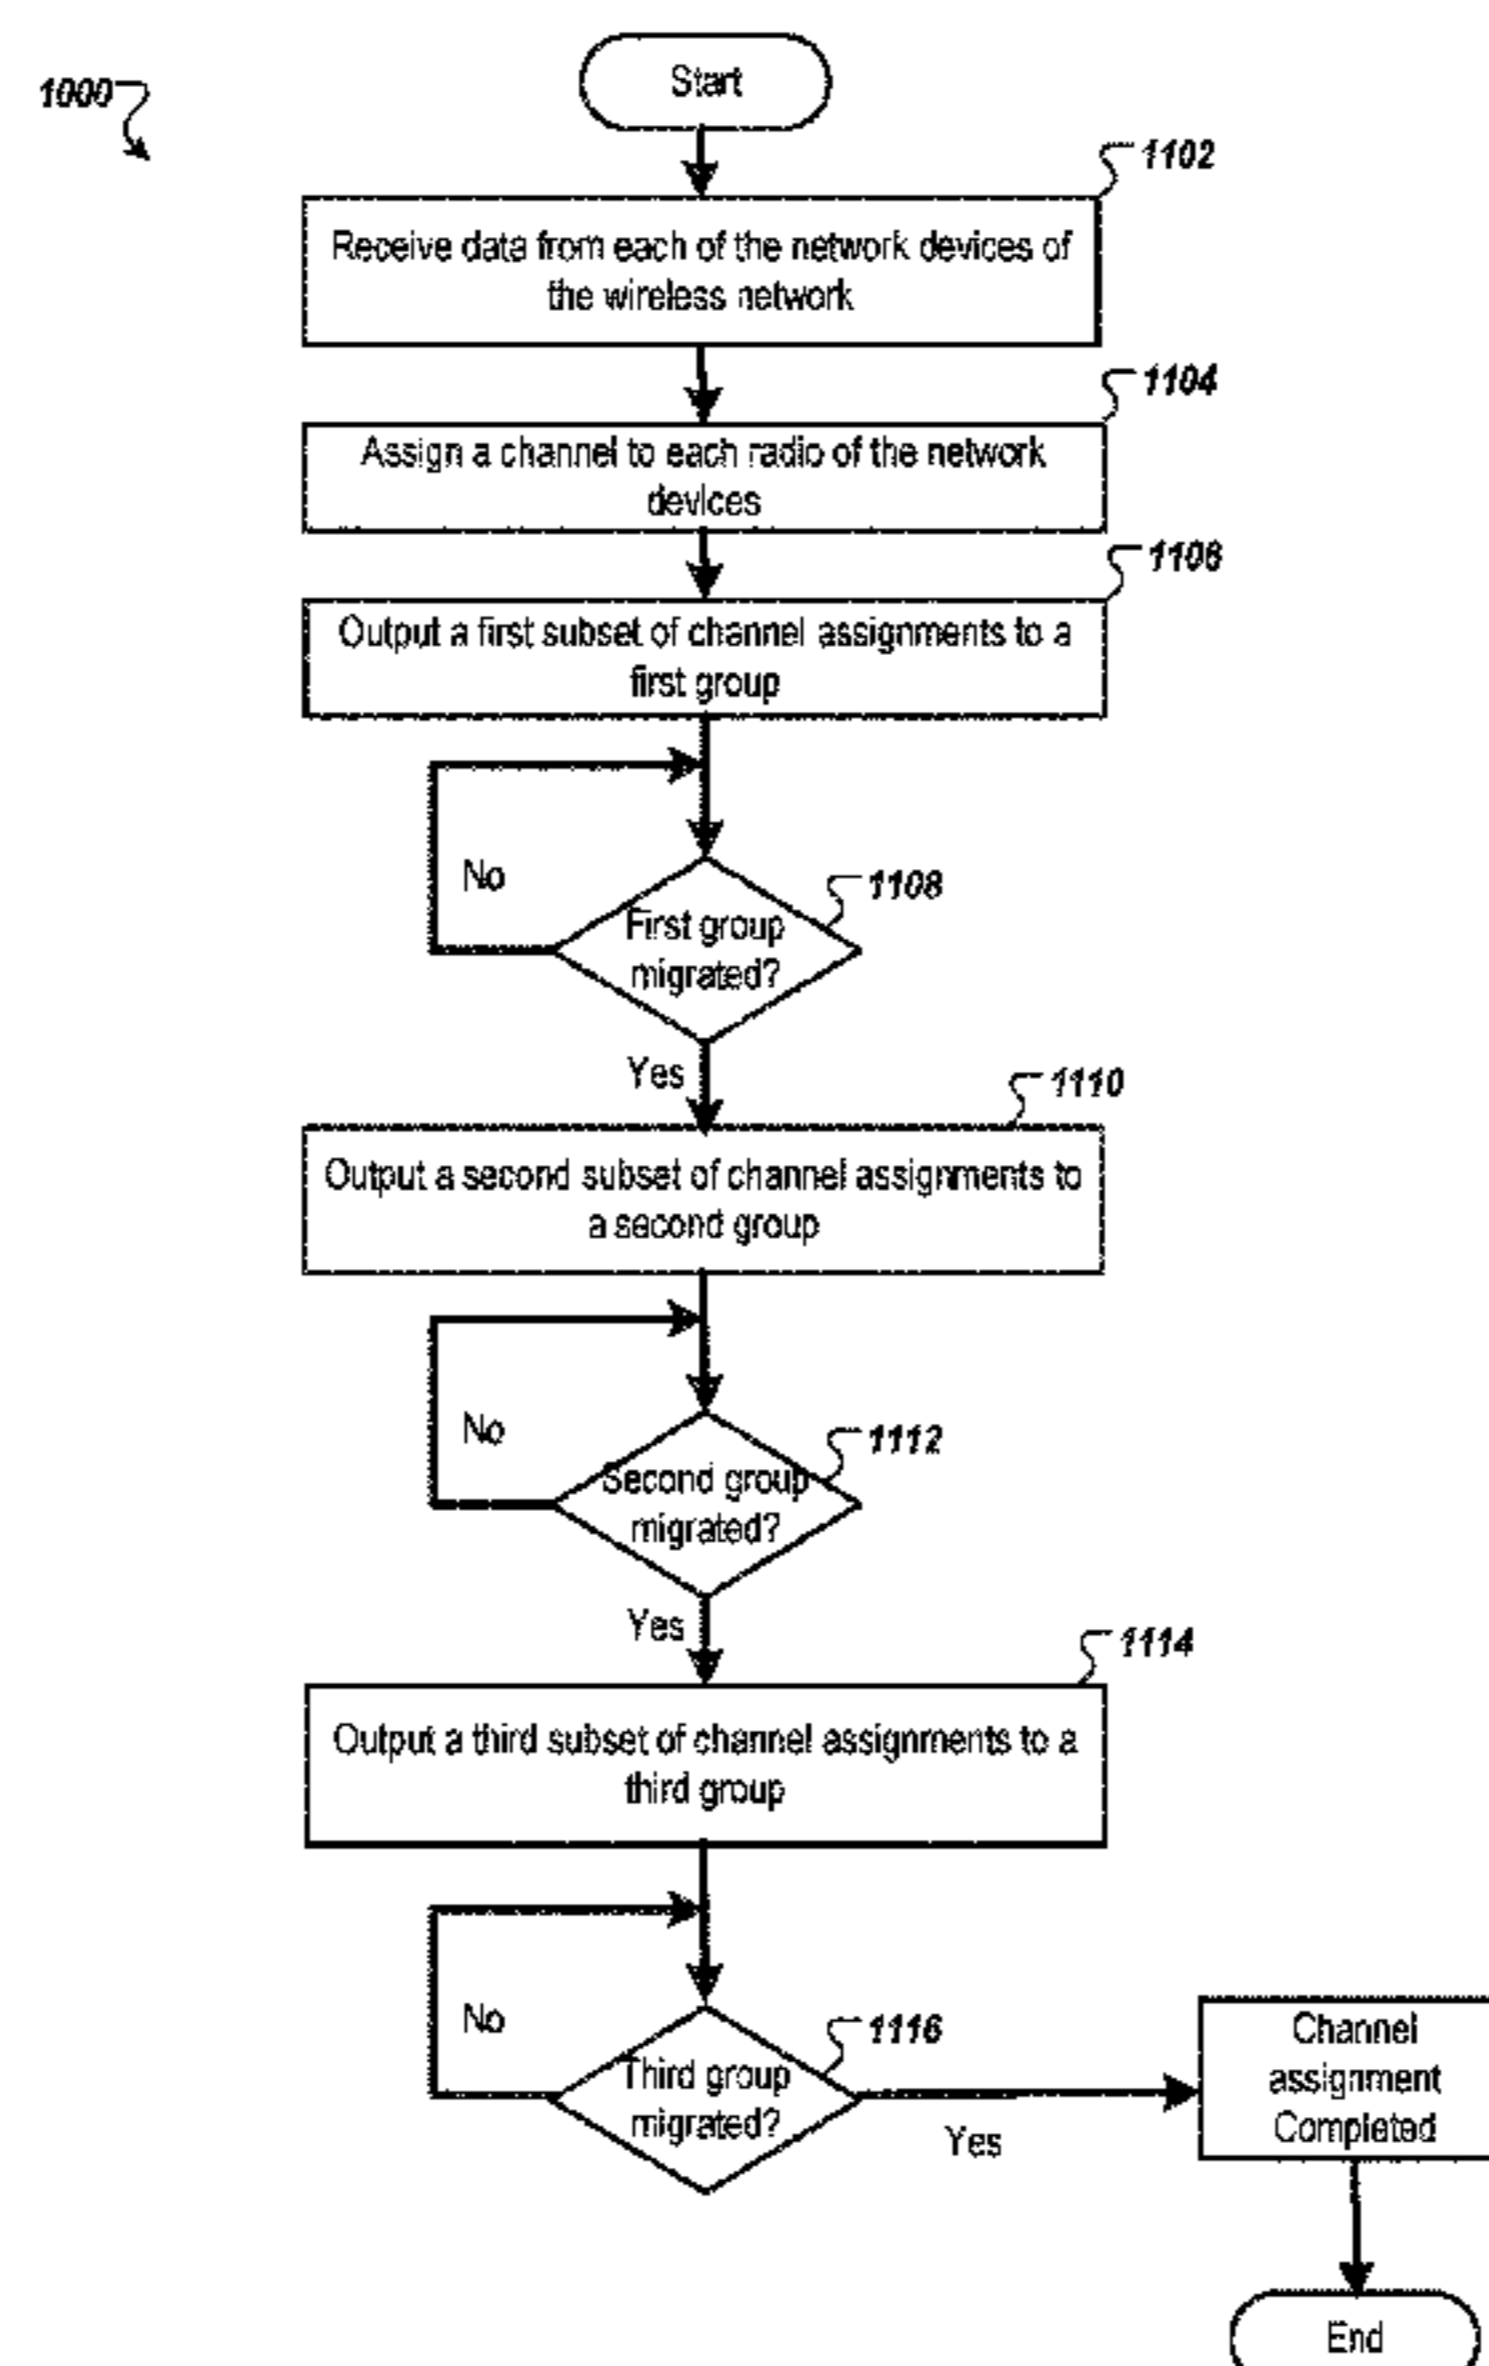 1000
Start
1102
Receive data from each of the network devices of
the wireless network
1104
Assign a channel to each radio of the network
devices
1106
Output a first subset of channel assignments to a
first group
No
1108
First group
migrated?
Yes
1110
Output a second subset of channel assignments to
a second group
No
1112
Second group
migrated?
Yes
1114
Output a third subset of channel assignments to a
third group
No
1116
Third group
migrated?
Yes
Channel
assignment
Completed
End